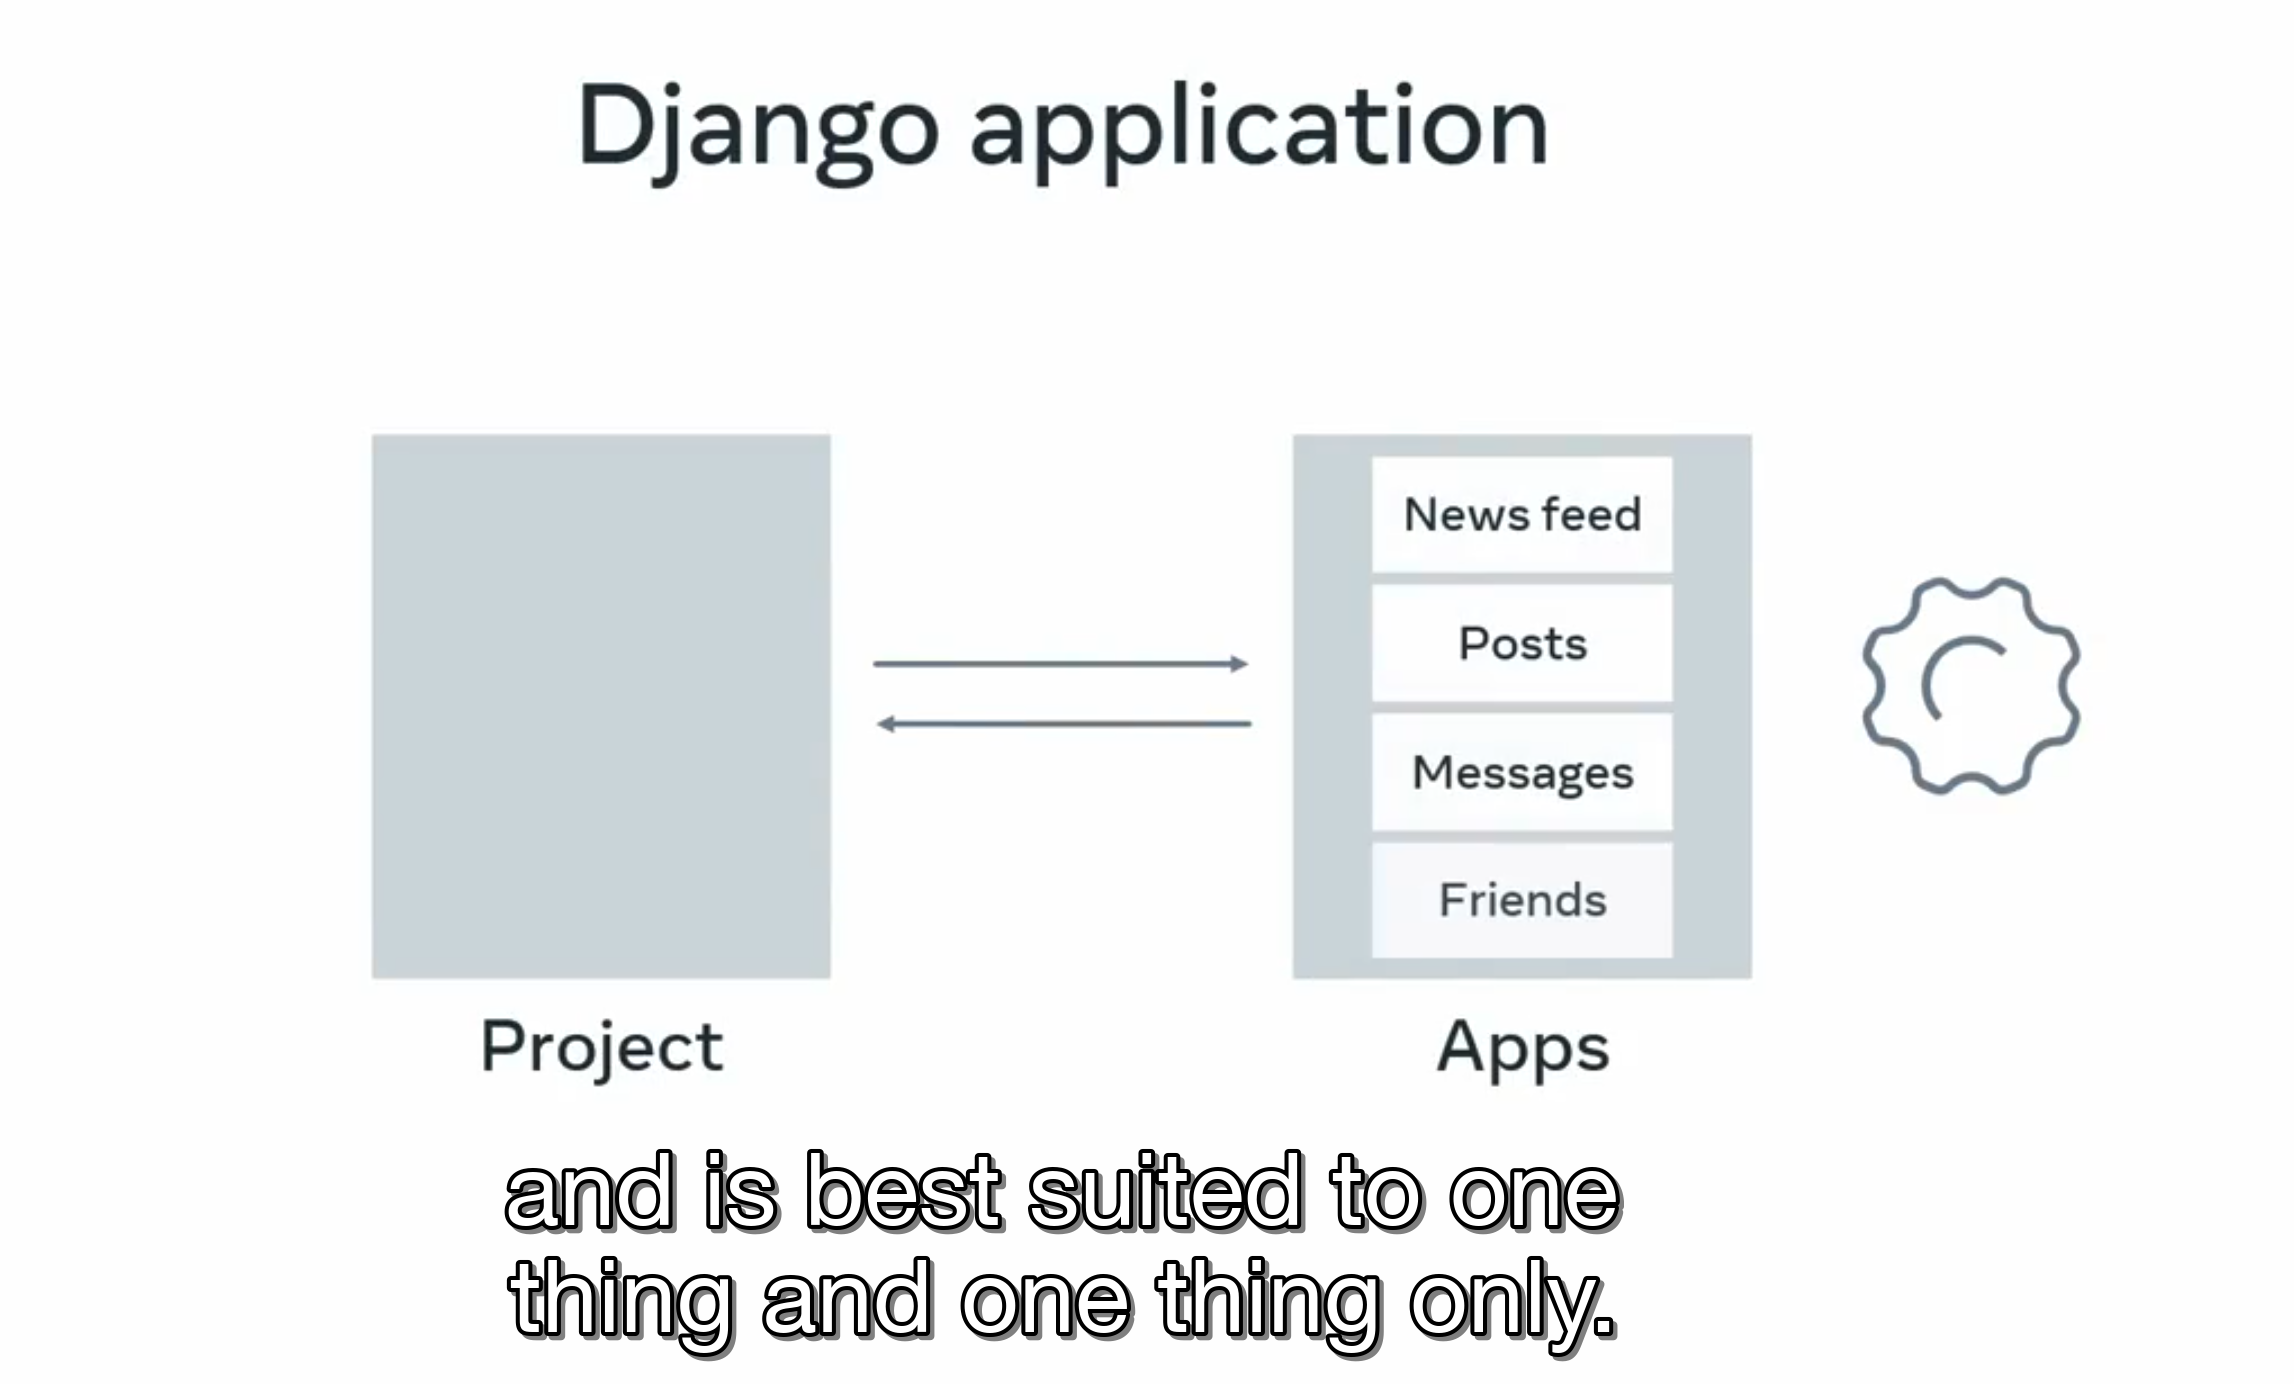 Django application
News feed
Posts
Messages
Friends
Project
Apps
and is best suited to one
thing and one thing only.